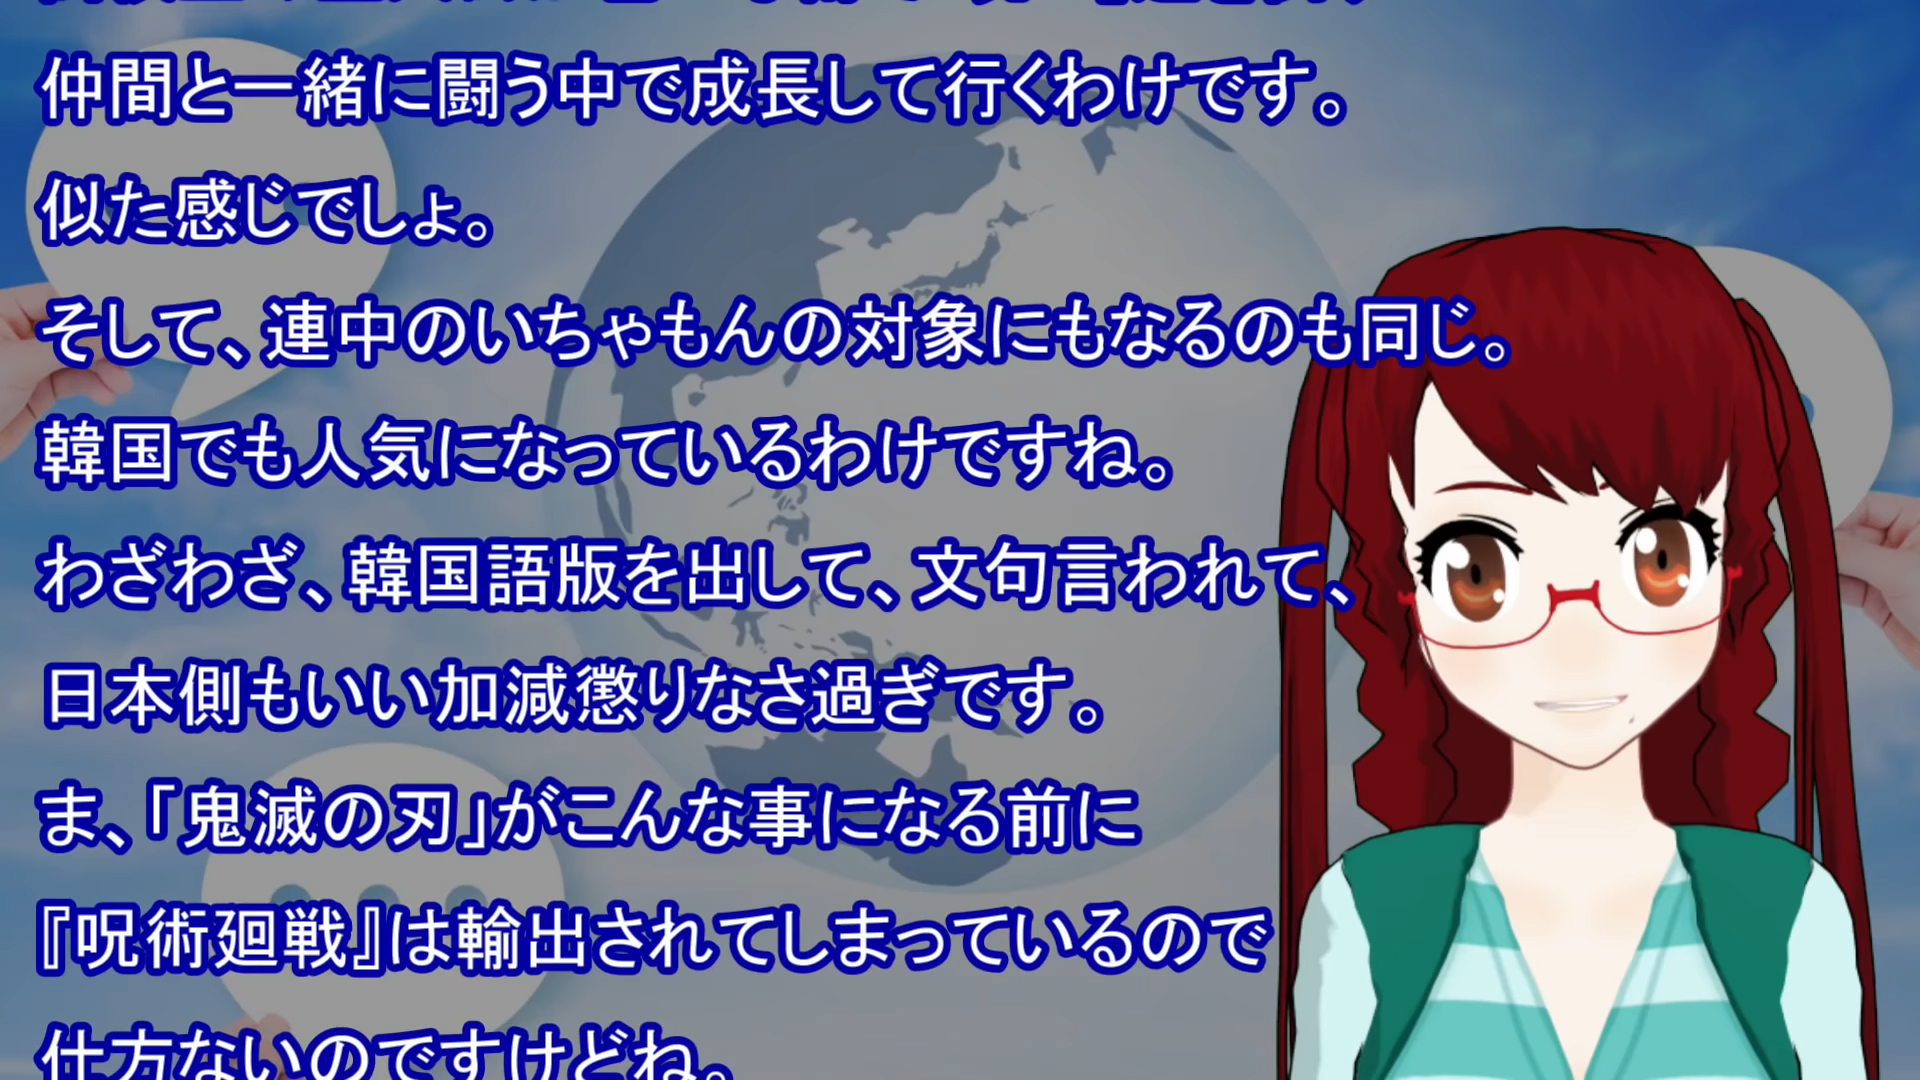 仲間と一緒に闘う中で成長して行くわけです。
似た感じでしょ。
そして、連中のいちゃもんの対象にもなるのも同じ。
韓国でも人気になっているわけですね。
わざわざ、韓国語版を出して、文句言われて、
日本側もいい加減懲りなさ過ぎです。
ま、「鬼滅の刃」がこんな事になる前に
『呪術廻戦』は輸出されてしまっているので
仕方ないのですけどね。